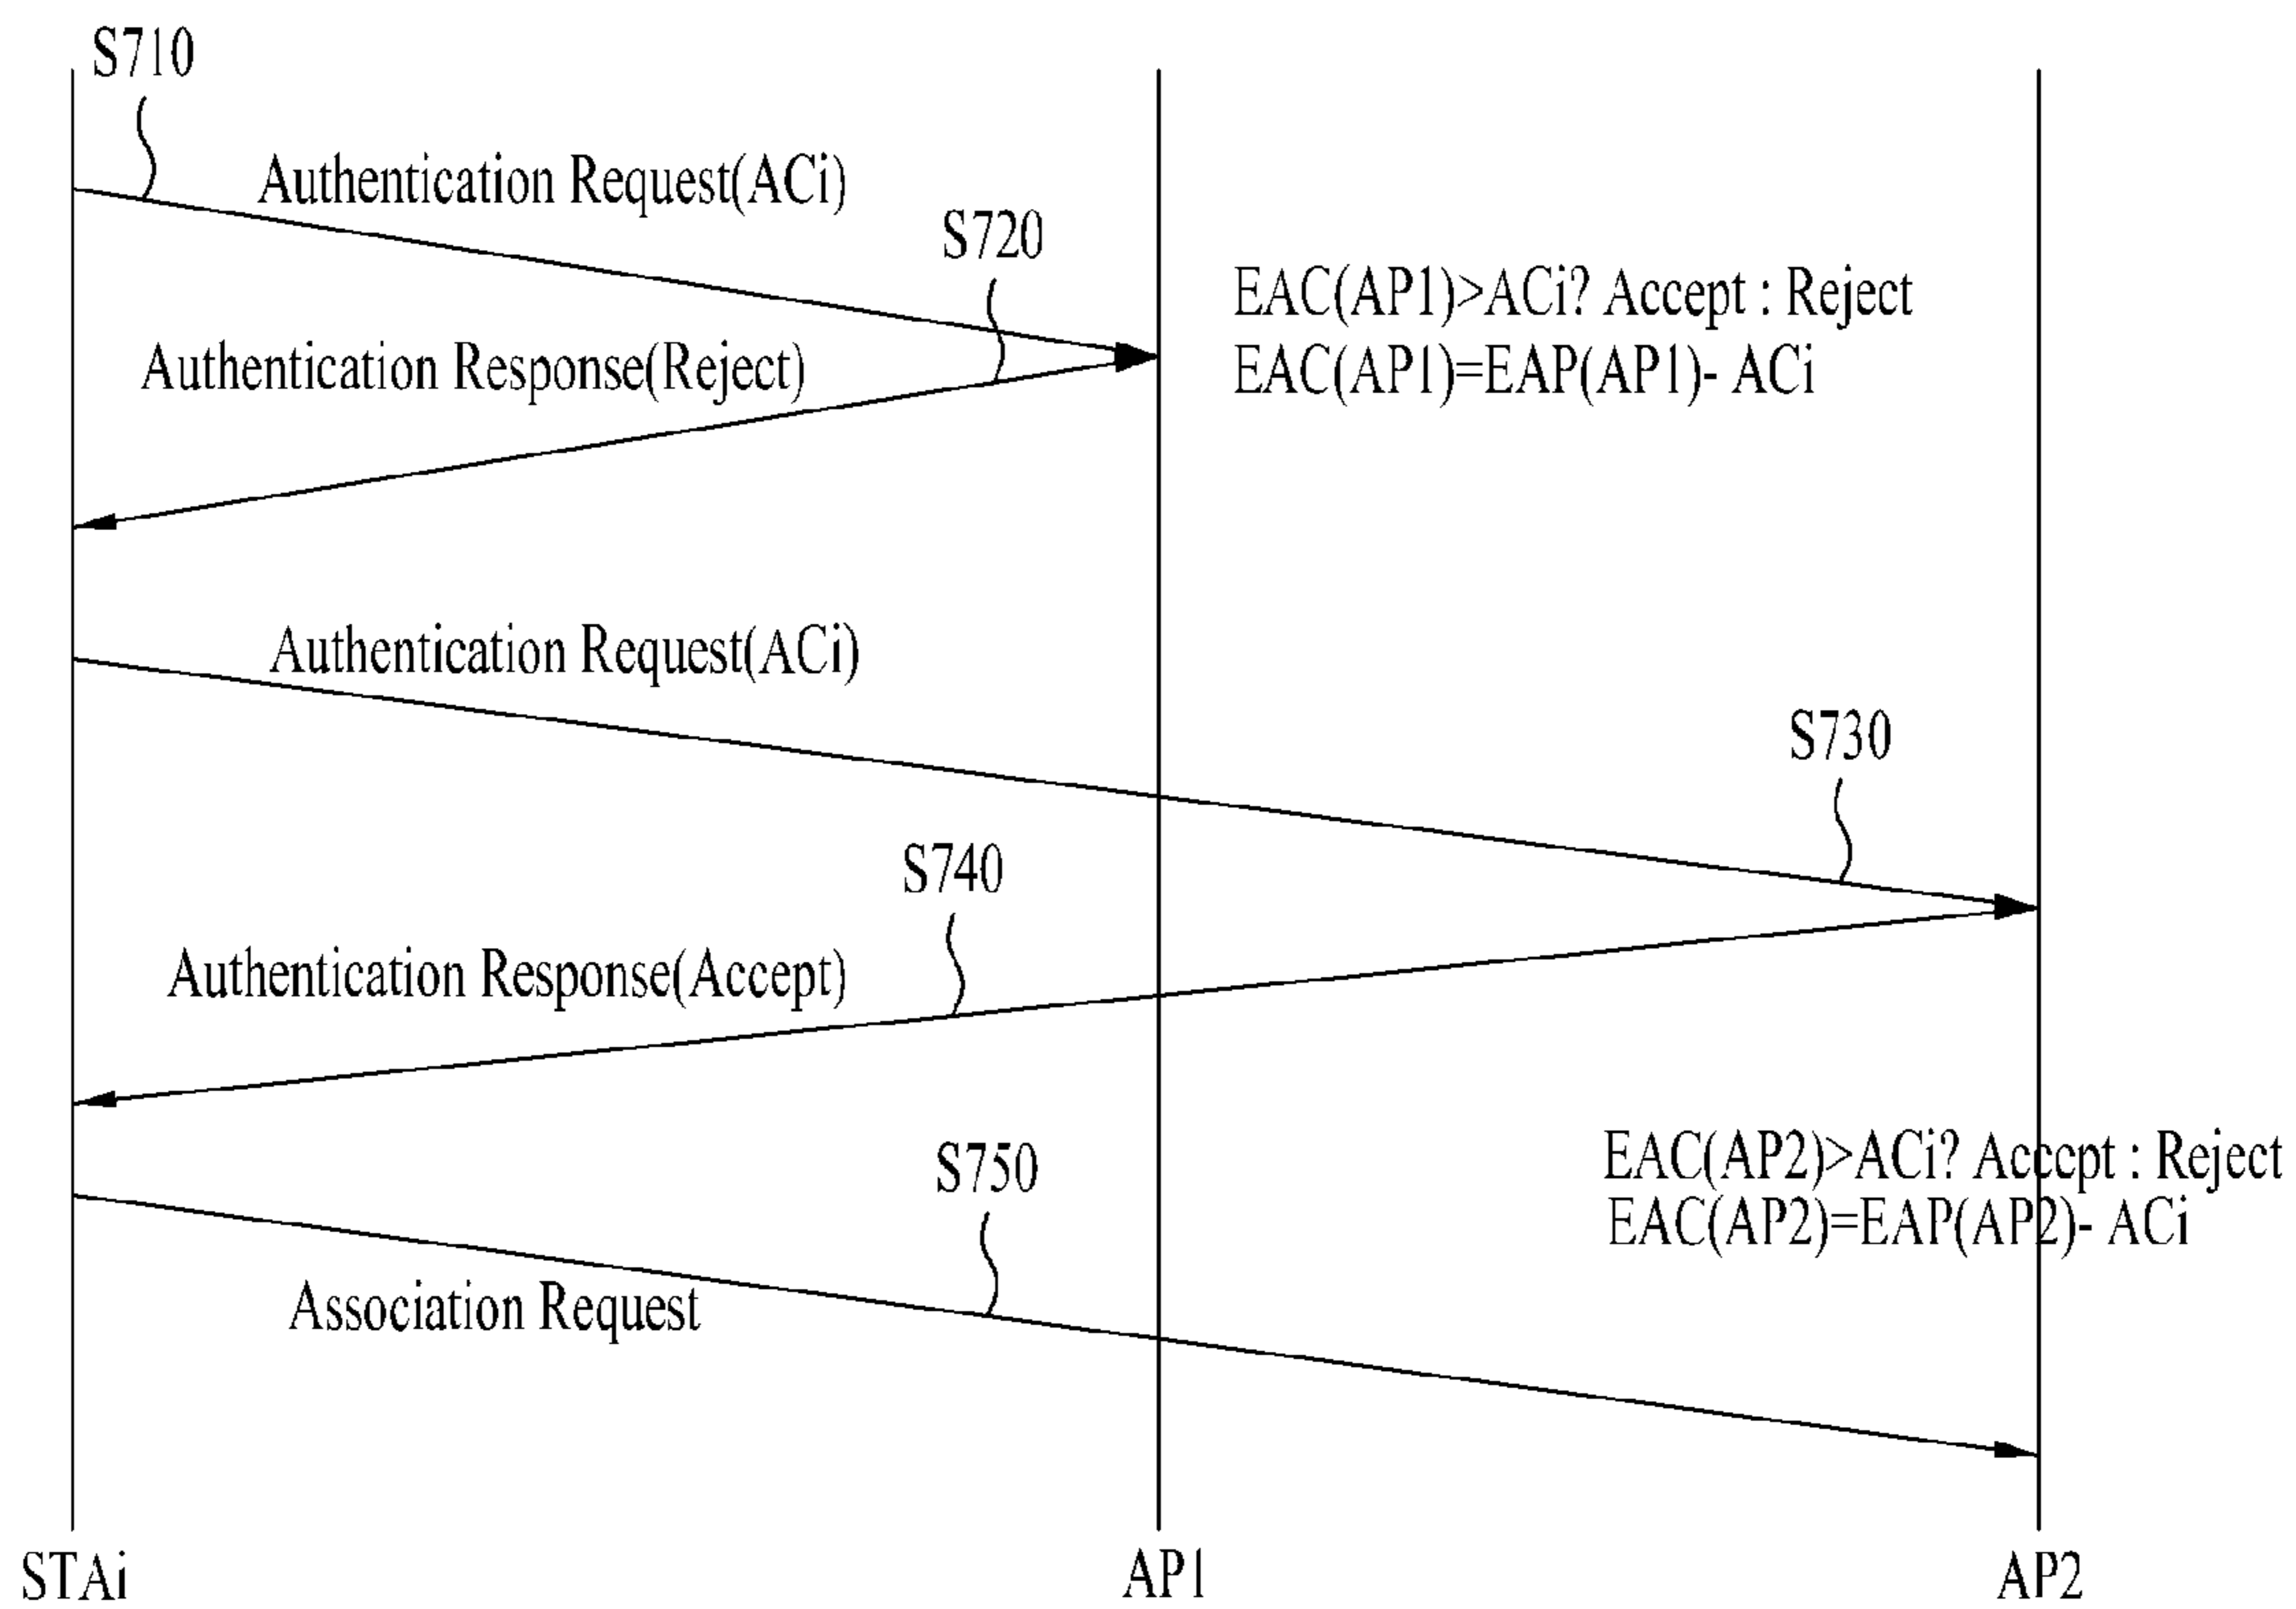 S710
Authentication Request(ACi)
S720
EAC(AP1)>ACi? Accept : Reject
EAC(AP1)=EAP(AP1)- ACi
Authentication Response(Reject)
Authentication Request(ACi)
S730
S740
Authentication Response(Accept)
EAC(AP2)>ACi? Acccpt : Reject
EAC(AP2)=EAP(AP2)- ACi
S750
Association Request
STAi
AP1
AP2